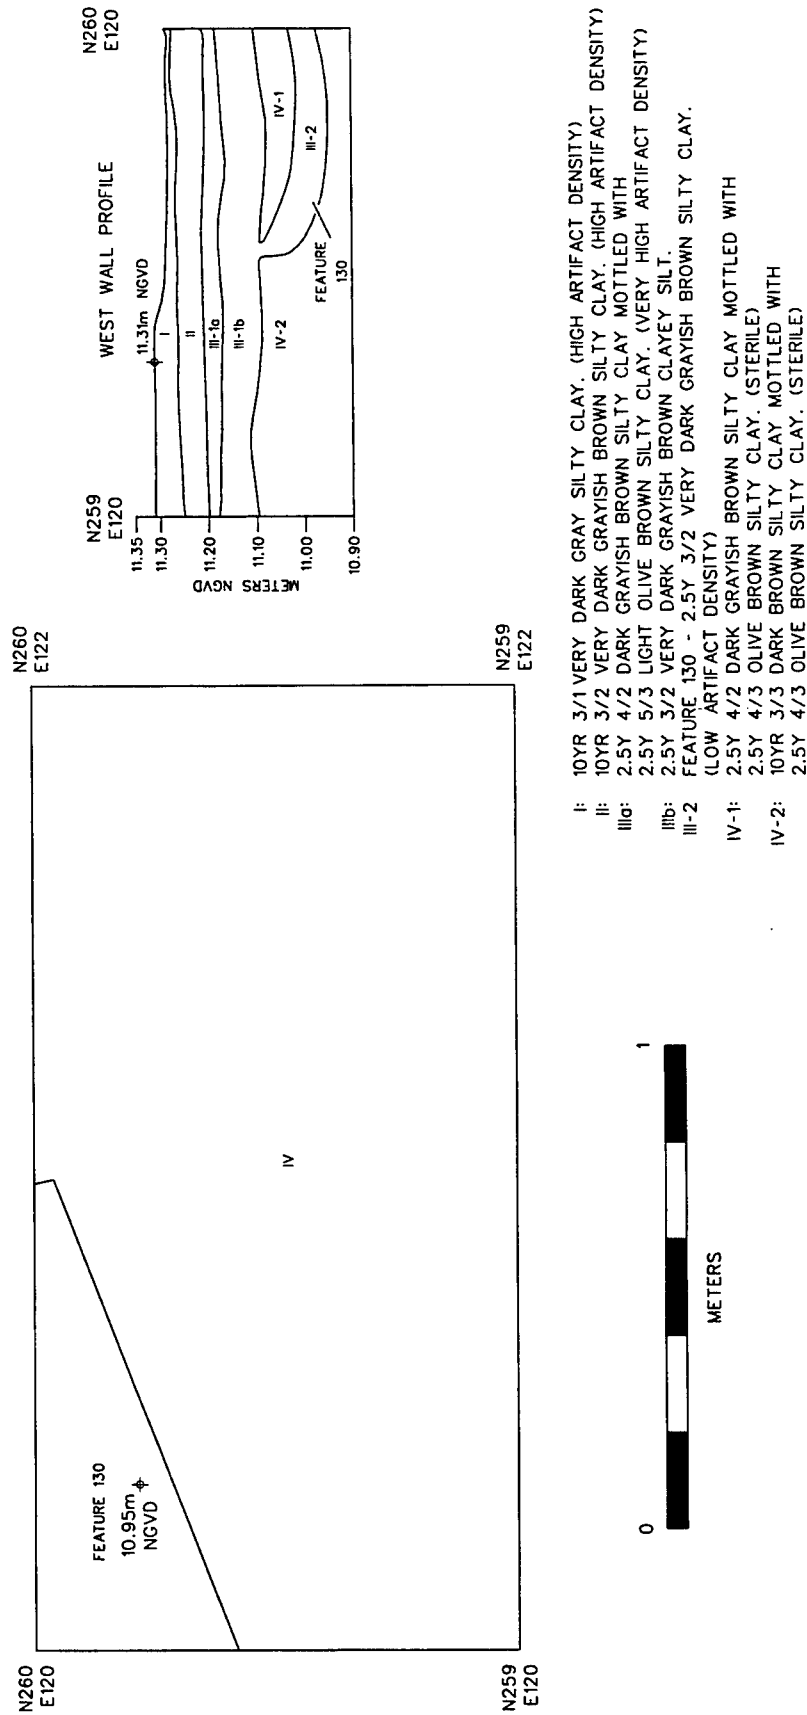 N260
E120
N260
E122
FEATURE 130
10.95m
NGVD
IV
N259
E120
N259
E122
0
1
METERS
WEST WALL PROFILE
N259
E120
N260
E120
11.31m NGVD
11.35
11.30
11.20
11.10
11.00
10.90
METERS NGVD
I
II
III-1a
III-1b
IV-2
IV-1
III-2
FEATURE
130
I: 10YR 3/1 VERY DARK GRAY SILTY CLAY. (HIGH ARTIFACT DENSITY)
II: 10YR 3/2 VERY DARK GRAYISH BROWN SILTY CLAY. (HIGH ARTIFACT DENSITY)
IIIa: 2.5Y 4/2 DARK GRAYISH BROWN SILTY CLAY MOTTLED WITH
2.5Y 5/3 LIGHT OLIVE BROWN SILTY CLAY. (VERY HIGH ARTIFACT DENSITY)
IIIb: 2.5Y 3/2 VERY DARK GRAYISH BROWN CLAYEY SILT.
III-2 FEATURE 130 - 2.5Y 3/2 VERY DARK GRAYISH BROWN SILTY CLAY.
(LOW ARTIFACT DENSITY)
IV-1: 2.5Y 4/2 DARK GRAYISH BROWN SILTY CLAY MOTTLED WITH
2.5Y 4/3 OLIVE BROWN SILTY CLAY. (STERILE)
IV-2: 10YR 3/3 DARK BROWN SILTY CLAY MOTTLED WITH
2.5Y 4/3 OLIVE BROWN SILTY CLAY. (STERILE)